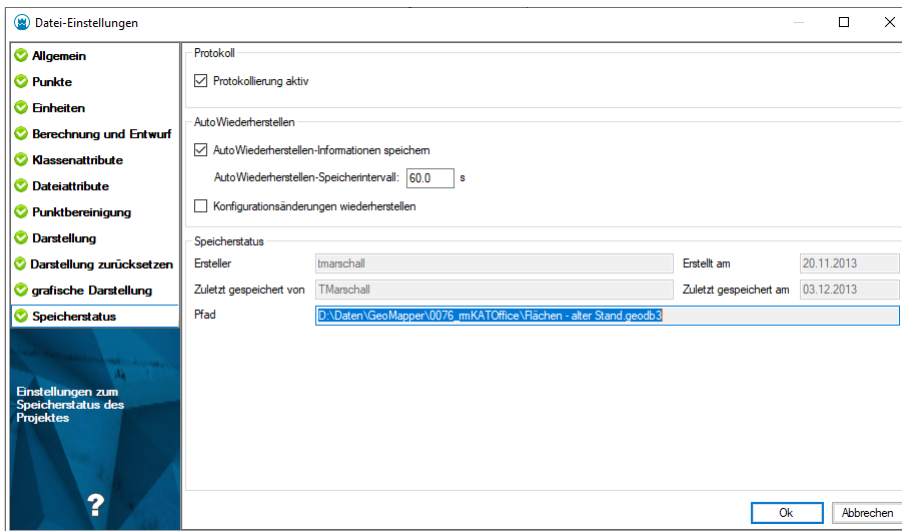 Datei-Einstellungen
Allgemein
Punkte
Einheiten
Berechnung und Entwurf
Klassenattribute
Dateiattribute
Punktbereinigung
Darstellung
Darstellung zurücksetzen
grafische Darstellung
Speicherstatus
Einstellungen zum
Speicherstatus des
Projektes
?
Protokoll
Protokollierung aktiv
AutoWiederherstellen
AutoWiederherstellen-Informationen speichern
AutoWiederherstellen-Speicherintervall: 60.0 s
Konfigurationsänderungen wiederherstellen
Speicherstatus
Ersteller tmarschall Erstellt am 20.11.2013
Zuletzt gespeichert von TMarschall Zuletzt gespeichert am 03.12.2013
Pfad D:\Daten\GeoMapper\0076_rmKATOffice\Flächen - alter Stand.geodb3
Ok Abbrechen